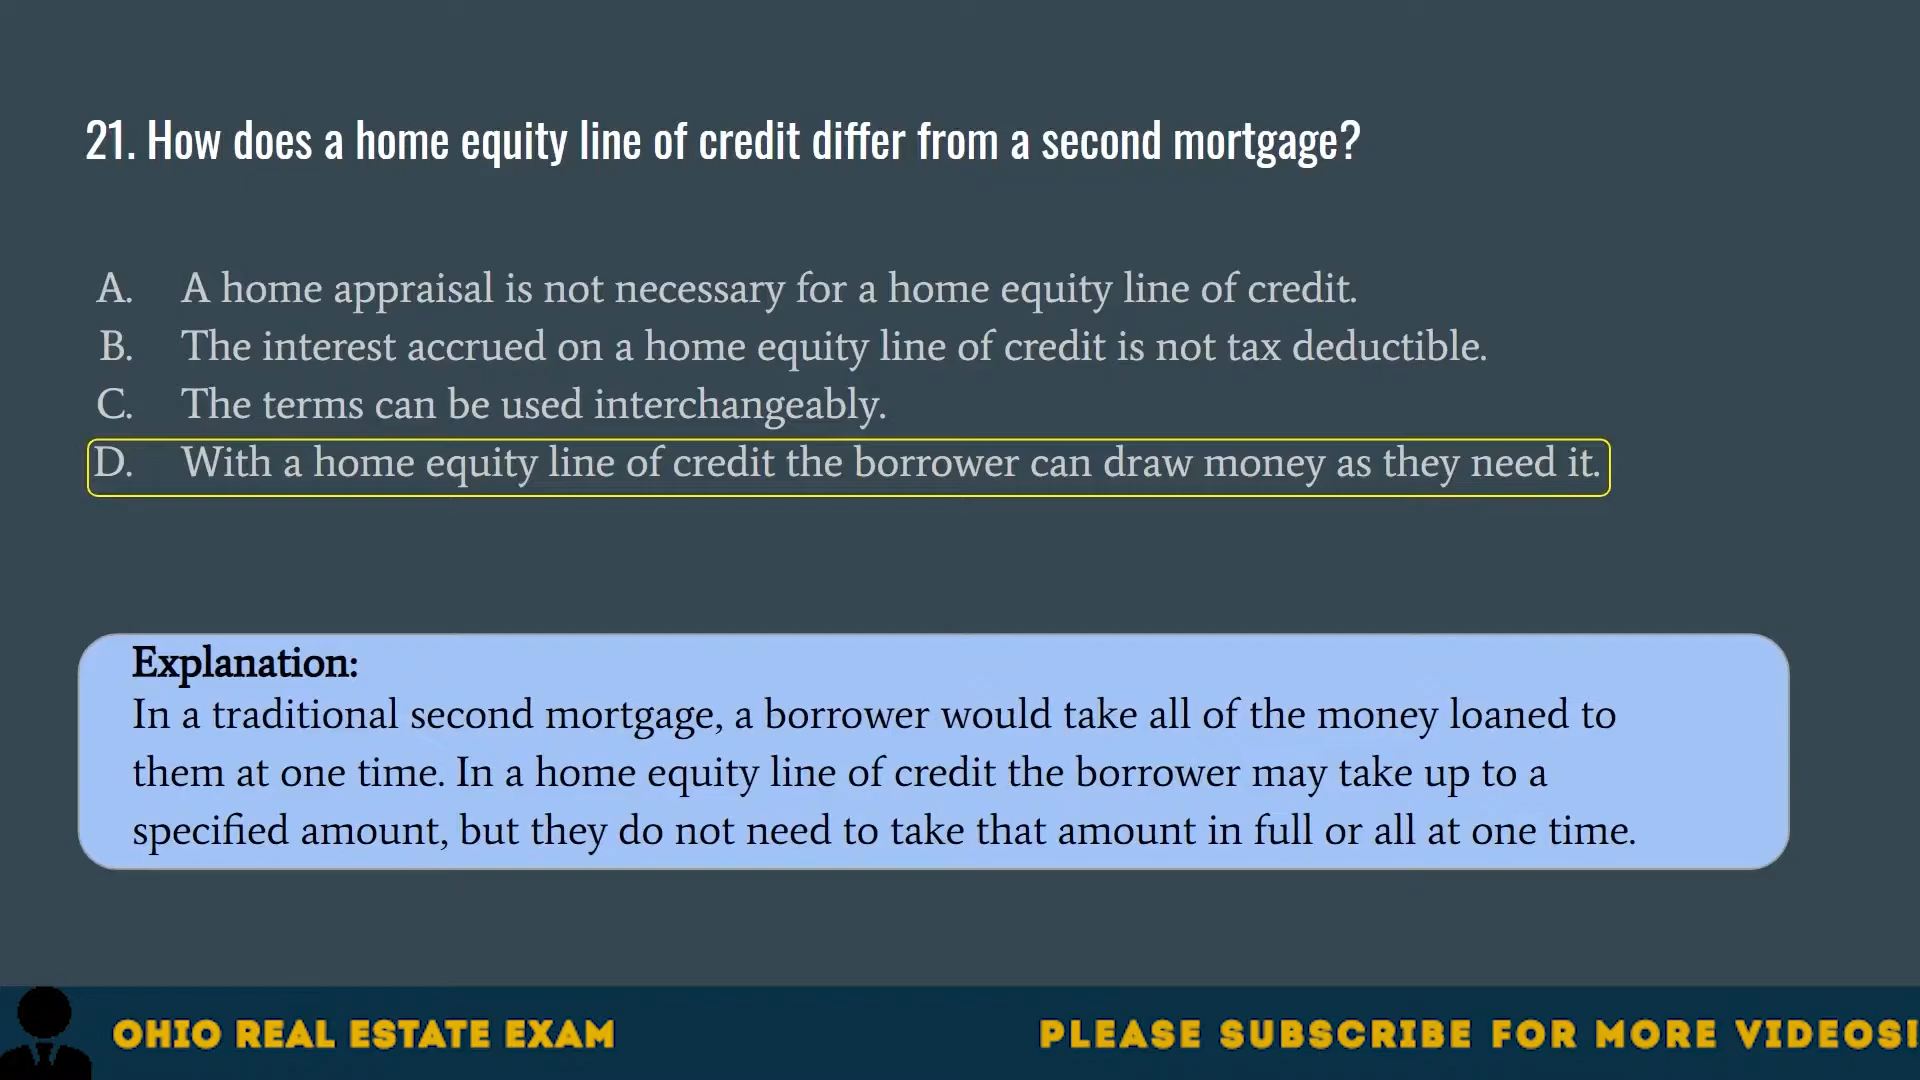 21. How does a home equity line of credit differ from a second mortgage?
A. A home appraisal is not necessary for a home equity line of credit.
B. The interest accrued on a home equity line of credit is not tax deductible.
C. The terms can be used interchangeably.
D. With a home equity line of credit the borrower can draw money as they need it.
Explanation:
In a traditional second mortgage, a borrower would take all of the money loaned to
them at one time. In a home equity line of credit the borrower may take up to a
specified amount, but they do not need to take that amount in full or all at one time.
OHIO REAL ESTATE EXAM
PLEASE SUBSCRIBE FOR MORE VIDEOS!